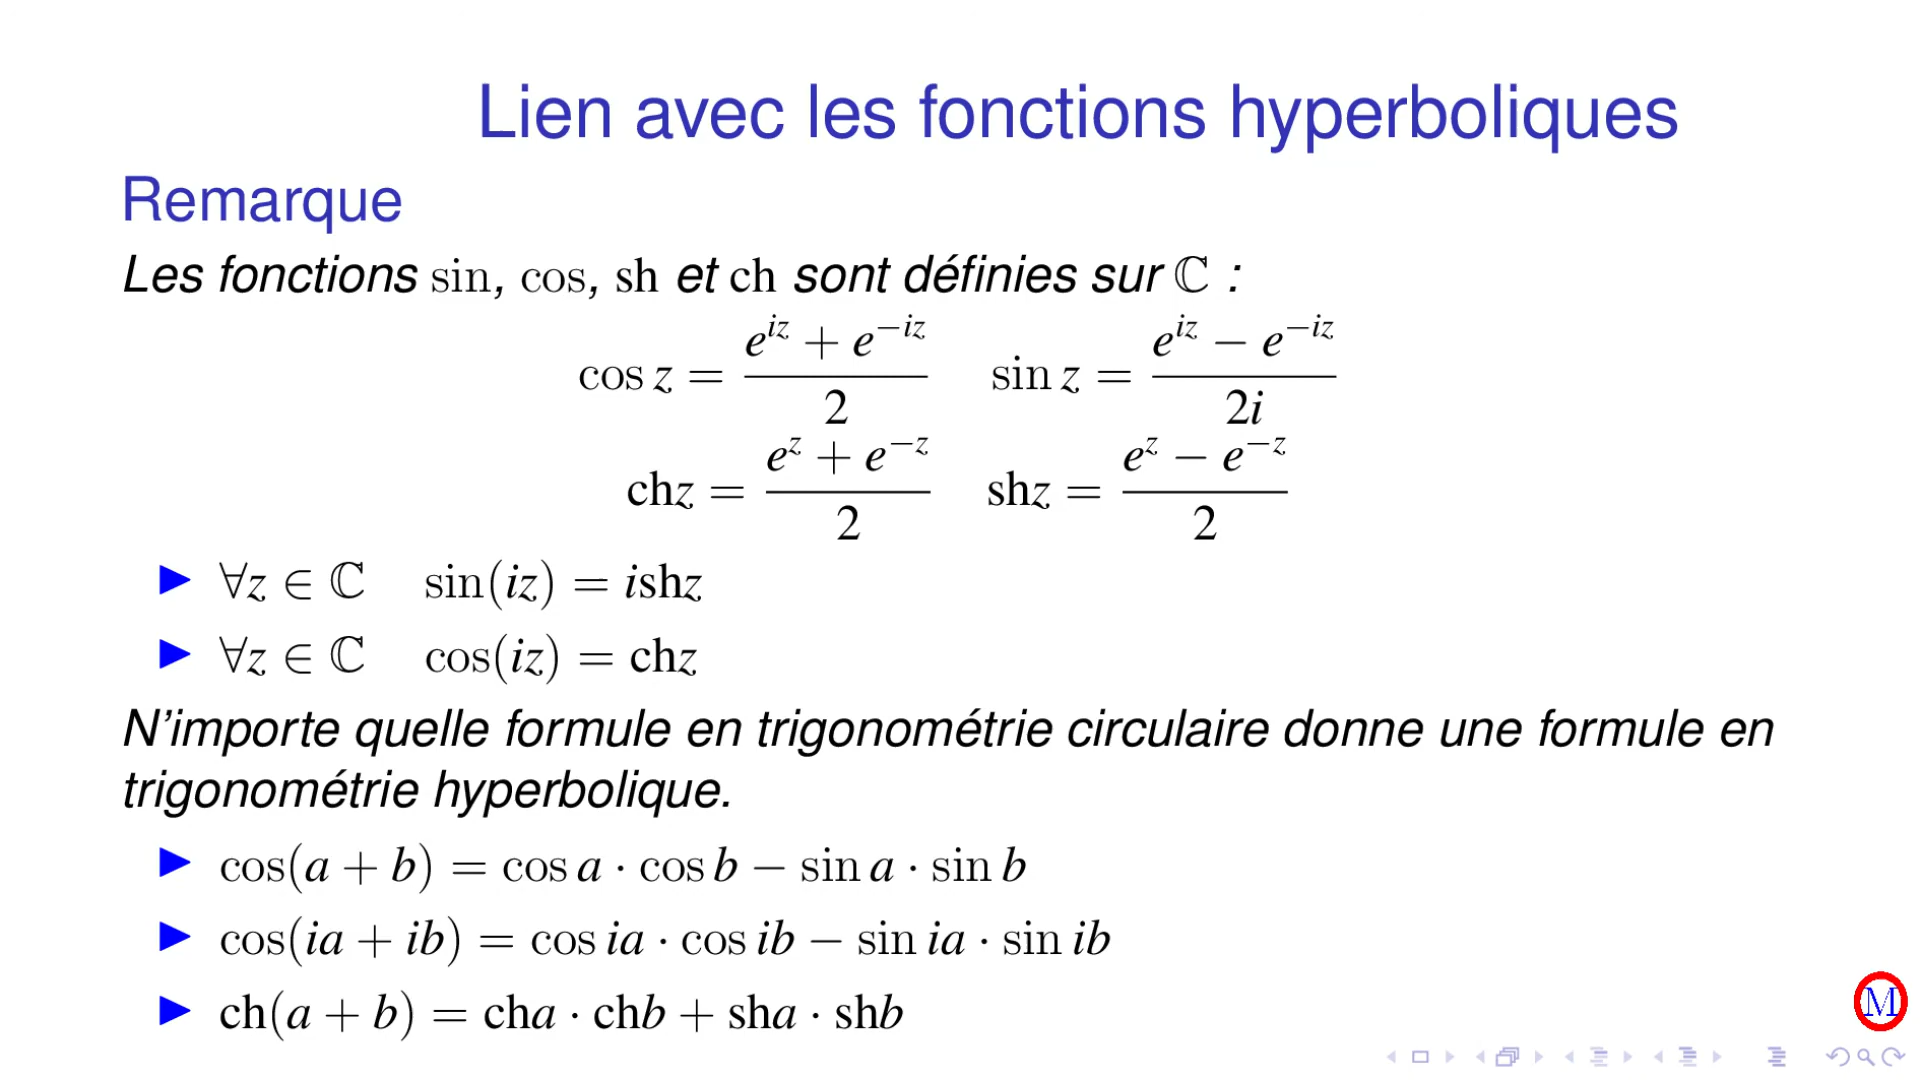 Lien avec les fonctions hyperboliques
Remarque
Les fonctions sin, cos, sh et ch sont définies sur ℂ :
cos z = (e^{iz} + e^{−iz})/2 sin z = (e^{iz} − e^{−iz})/2i
chz = (e^{z} + e^{−z})/2 shz = (e^{z} − e^{−z})/2
▶ ∀z ∈ ℂ sin(iz) = ishz
▶ ∀z ∈ ℂ cos(iz) = chz
N'importe quelle formule en trigonométrie circulaire donne une formule en
trigonométrie hyperbolique.
▶ cos(a + b) = cos a · cos b − sin a · sin b
▶ cos(ia + ib) = cos ia · cos ib − sin ia · sin ib
▶ ch(a + b) = cha · chb + sha · shb
M